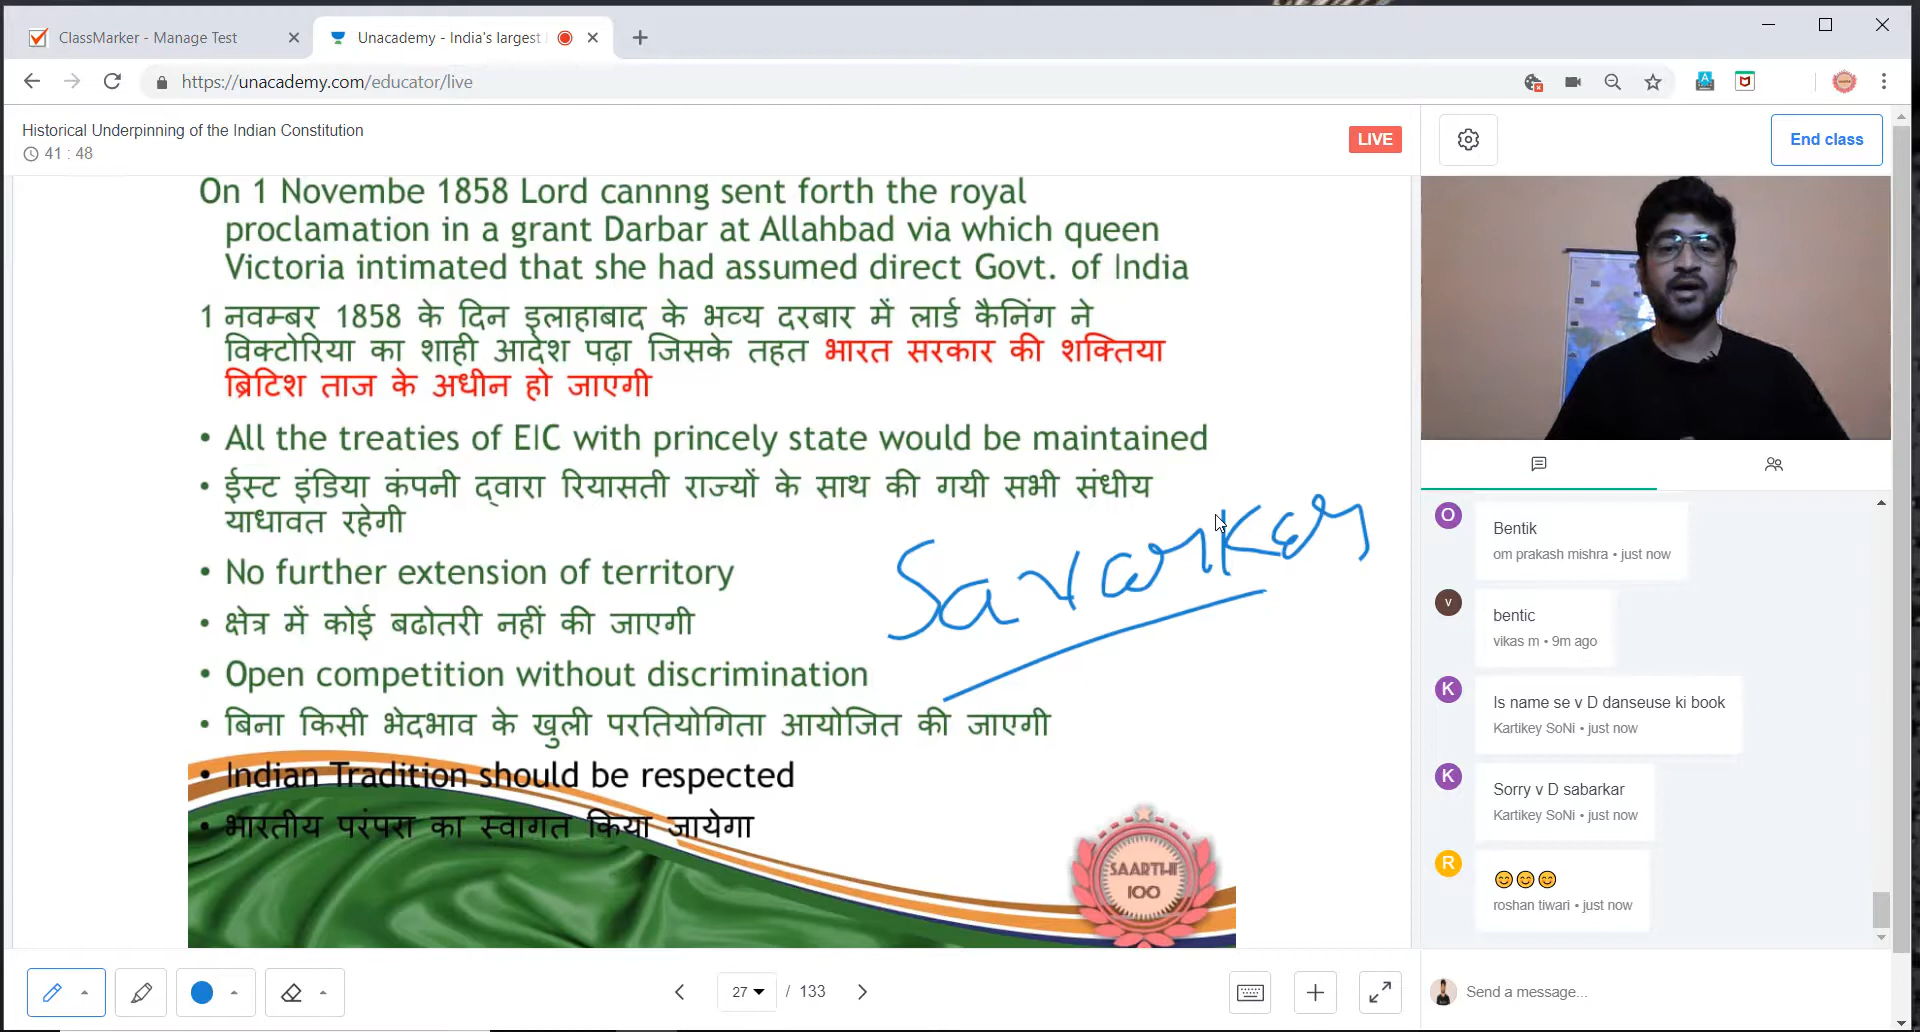 ClassMarker - Manage Test
Unacademy - India's largest
https://unacademy.com/educator/live
Historical Underpinning of the Indian Constitution
41 : 48
LIVE
End class
On 1 Novembe 1858 Lord cannng sent forth the royal
proclamation in a grant Darbar at Allahbad via which queen
Victoria intimated that she had assumed direct Govt. of India
1 नवम्बर 1858 के दिन इलाहाबाद के भव्य दरबार में लार्ड कैनिंग ने
विक्टोरिया का शाही आदेश पढ़ा जिसके तहत भारत सरकार की शक्तिया
ब्रिटिश ताज के अधीन हो जाएगी
• All the treaties of EIC with princely state would be maintained
• ईस्ट इंडिया कंपनी द्वारा रियासती राज्यों के साथ की गयी सभी संधीय
याधावत रहेगी
Savarker
• No further extension of territory
• क्षेत्र में कोई बढोतरी नहीं की जाएगी
• Open competition without discrimination
• बिना किसी भेदभाव के खुली परतियोगिता आयोजित की जाएगी
• Indian Tradition should be respected
• भारतीय परंपरा का स्वागत किया जायेगा
SAARTHI
100
O
Bentik
om prakash mishra • just now
v
bentic
vikas m • 9m ago
K
Is name se v D danseuse ki book
Kartikey SoNi • just now
K
Sorry v D sabarkar
Kartikey SoNi • just now
R
😊😊😊
roshan tiwari • just now
27 / 133
Send a message...